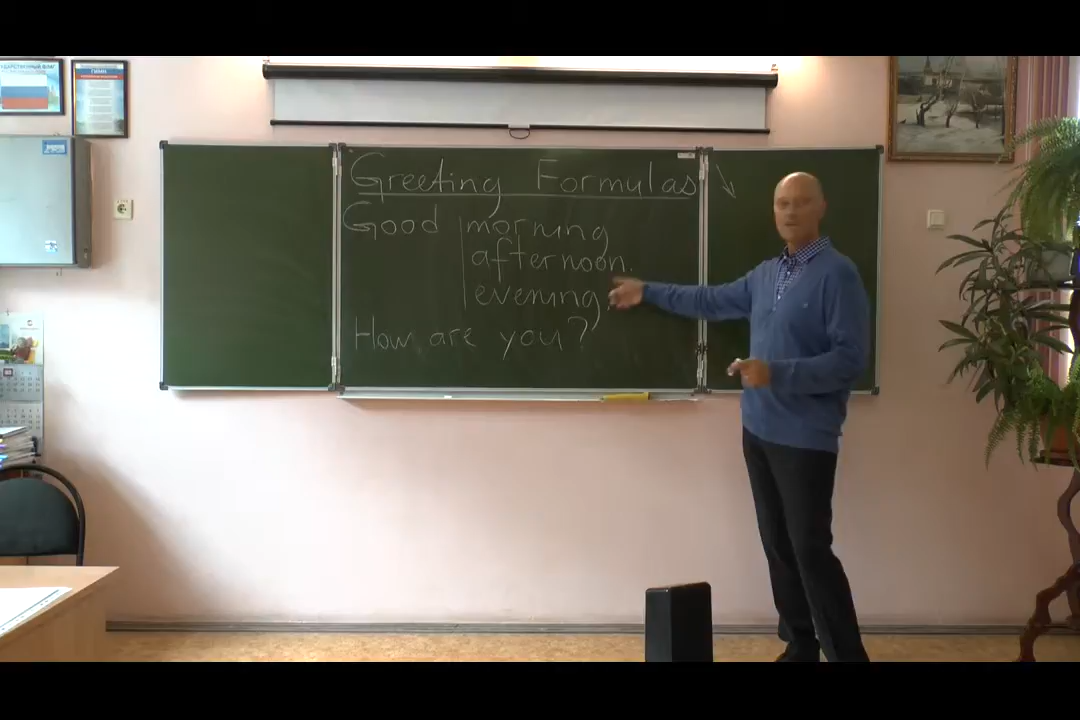 Greeting Formulas
Good morning
afternoon
evening
How are you?